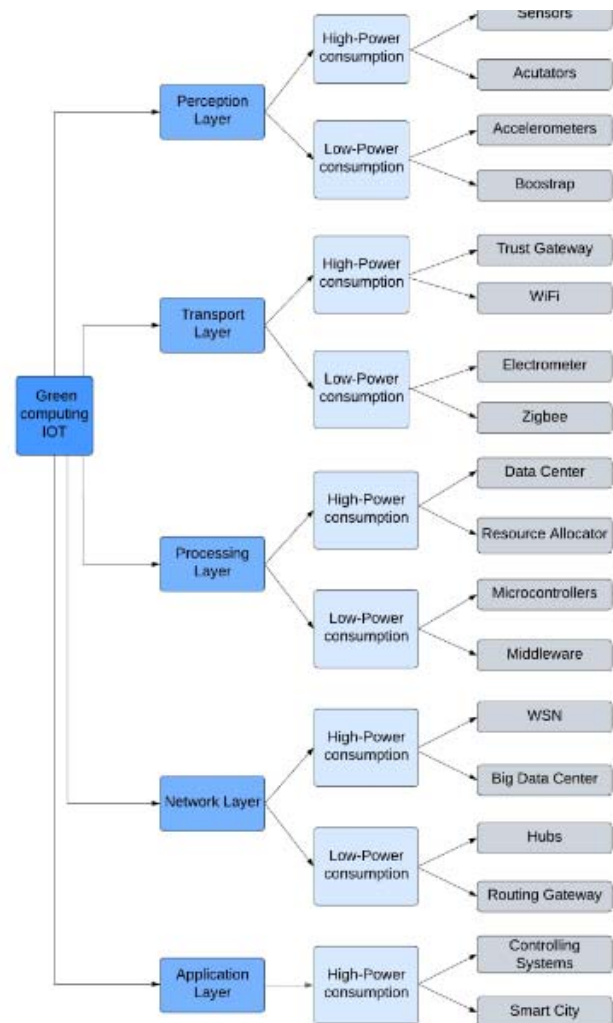 Sensors
High-Power
consumption
Acutators
Perception
Layer
Accelerometers
Low-Power
consumption
Boostrap
Trust Gateway
High-Power
consumption
WiFi
Transport
Layer
Electrometer
Low-Power
consumption
Zigbee
Green
computing
IOT
Data Center
High-Power
consumption
Resource Allocator
Processing
Layer
Microcontrollers
Low-Power
consumption
Middleware
WSN
High-Power
consumption
Big Data Center
Network Layer
Hubs
Low-Power
consumption
Routing Gateway
Controlling
Systems
Application
Layer
High-Power
consumption
Smart City